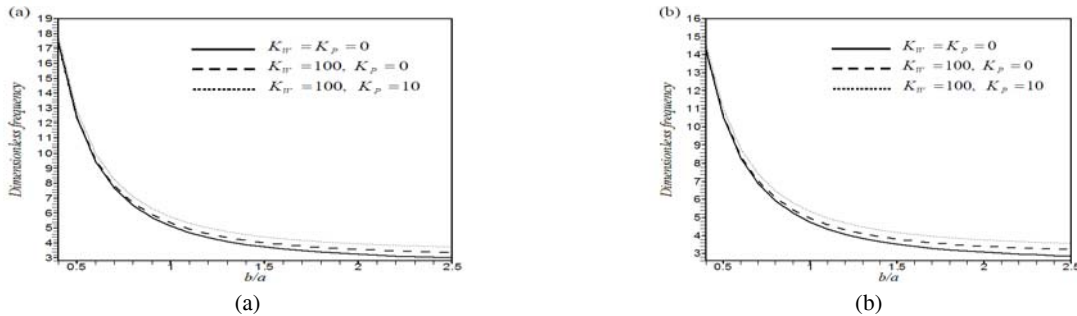 (a)
19
18
17
16
15
14
13
12
11
10
9
8
7
6
5
4
3
Dimensionless frequency
K_W = K_P = 0
K_W = 100, K_P = 0
K_W = 100, K_P = 10
0.5 1 1.5 2 2.5
b/a
(a)
(b)
16
15
14
13
12
11
10
9
8
7
6
5
4
3
Dimensionless frequency
K_W = K_P = 0
K_W = 100, K_P = 0
K_W = 100, K_P = 10
0.5 1 1.5 2 2.5
b/a
(b)